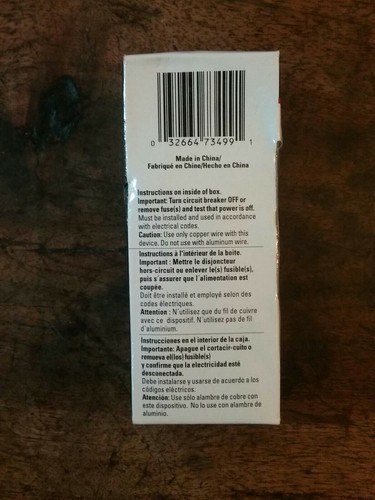 0 32664 73499 1
Made in China/
Fabriqué en Chine/Hecho en China
Instructions on inside of box.
Important: Turn circuit breaker OFF or
remove fuse(s) and test that power is off.
Must be installed and used in accordance
with electrical codes.
Caution: Use only copper wire with this
device. Do not use with aluminum wire.
Instructions à l'intérieur de la boîte.
Important : Mettre le disjoncteur
hors-circuit ou enlever le(s) fusible(s),
puis s'assurer que l'alimentation est
coupée.
Doit être installé et employé selon des
codes électriques.
Attention : N'utilisez que du fil de cuivre
avec ce dispositif. N'utilisez pas de fil
d'aluminium.
Instrucciones en el interior de la caja.
Importante: Apague el cortacir-cuito o
remueva el(los) fusible(s)
y confirme que la electricidad esté
desconectada.
Debe instalarse y usarse de acuerdo a los
códigos eléctricos.
Atención: Use sólo alambre de cobre con
este dispositivo. No lo use con alambre de
aluminio.